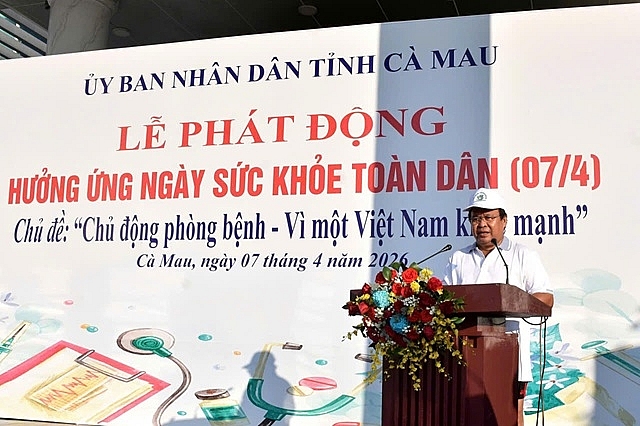 ỦY BAN NHÂN DÂN TỈNH CÀ MAU
LỄ PHÁT ĐỘNG
HƯỞNG ỨNG NGÀY SỨC KHỎE TOÀN DÂN (07/4)
Chủ đề: “Chủ động phòng bệnh - Vì một Việt Nam mạnh”
Cà Mau, ngày 07 tháng 4 năm 2026